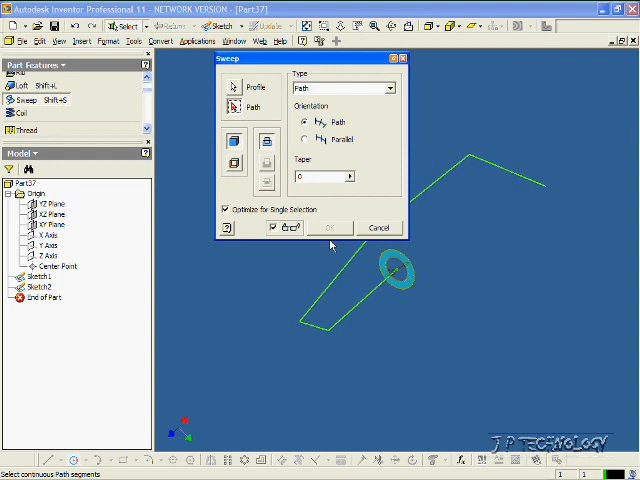 Autodesk Inventor Professional 11 - NETWORK VERSION - [Part37]
Select Return Sketch Update
File Edit View Insert Format Tools Convert Applications Window Web Help
Part Features
Rib
Loft Shift+L
Sweep Shift+S
Coil
Thread
Model
Part37
Origin
YZ Plane
XZ Plane
XY Plane
X Axis
Y Axis
Z Axis
Center Point
Sketch1
Sketch2
End of Part
Sweep
Profile
Path
Type
Path
Orientation
Path
Parallel
Taper
0
Optimize for Single Selection
OK
Cancel
J P TECHNOLOGY
Select continuous Path segments
1
1